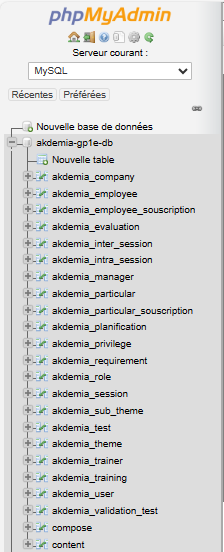 phpMyAdmin
Serveur courant :
MySQL
Récentes Préférées
Nouvelle base de données
akdemia-gp1e-db
Nouvelle table
akdemia_company
akdemia_employee
akdemia_employee_souscription
akdemia_evaluation
akdemia_inter_session
akdemia_intra_session
akdemia_manager
akdemia_particular
akdemia_particular_souscription
akdemia_planification
akdemia_privilege
akdemia_requirement
akdemia_role
akdemia_session
akdemia_sub_theme
akdemia_test
akdemia_theme
akdemia_trainer
akdemia_training
akdemia_user
akdemia_validation_test
compose
content